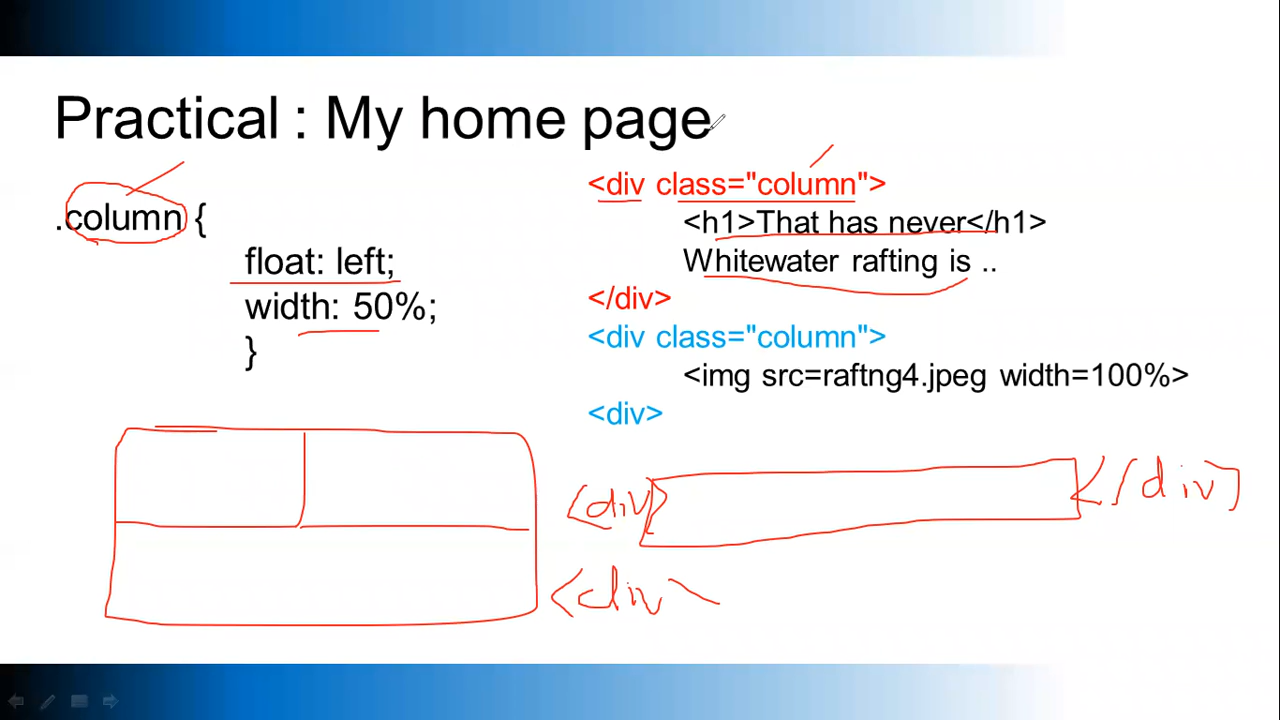 Practical : My home page
.column {
float: left;
width: 50%;
}
<div class="column">
<h1>That has never</h1>
Whitewater rafting is ..
</div>
<div class="column">
<img src=raftng4.jpeg width=100%>
<div>
<div>
</div>
<div>